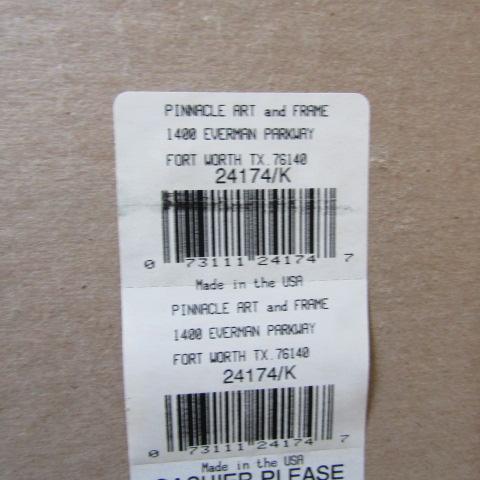 PINNACLE ART and FRAME
1400 EVERMAN PARKWAY
FORT WORTH TX. 76140
24174/K
0 73111 24174 7
Made in the USA
PINNACLE ART and FRAME
1400 EVERMAN PARKWAY
FORT WORTH TX. 76140
24174/K
0 73111 24174 7
Made in the USA
CASHIER PLEASE